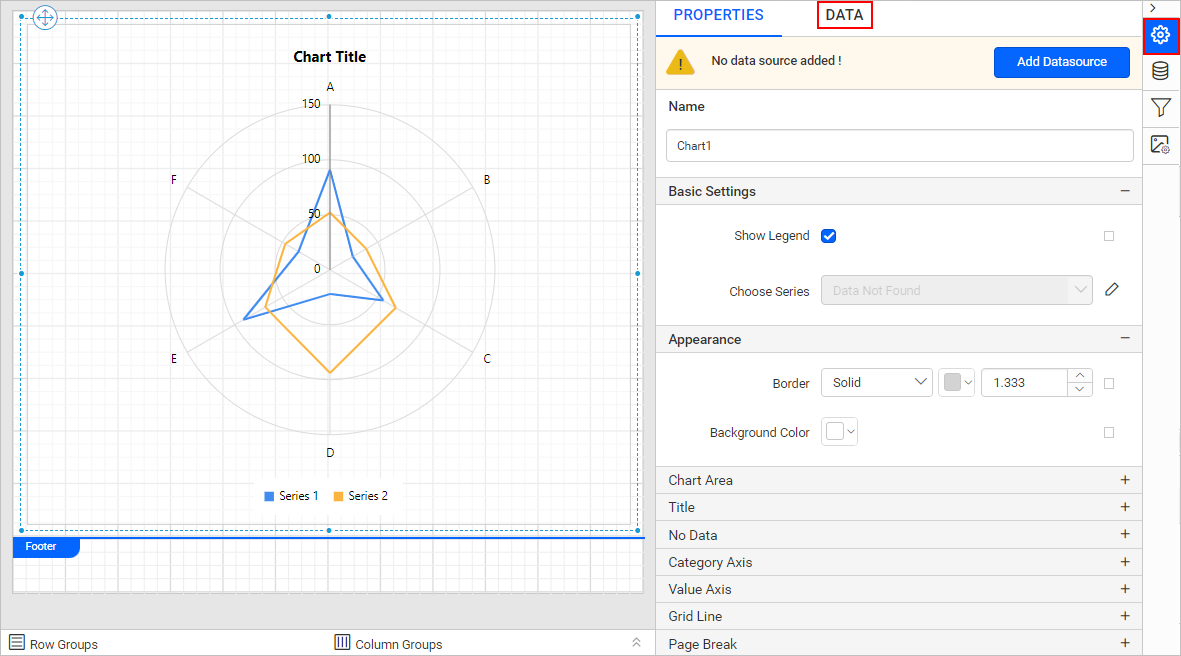 Chart Title
A
150
100
50
0
F
B
E
C
D
Series 1 Series 2
Footer
Row Groups
Column Groups
PROPERTIES
DATA
No data source added !
Add Datasource
Name
Chart1
Basic Settings
Show Legend
Choose Series
Data Not Found
Appearance
Border
Solid
1.333
Background Color
Chart Area
Title
No Data
Category Axis
Value Axis
Grid Line
Page Break